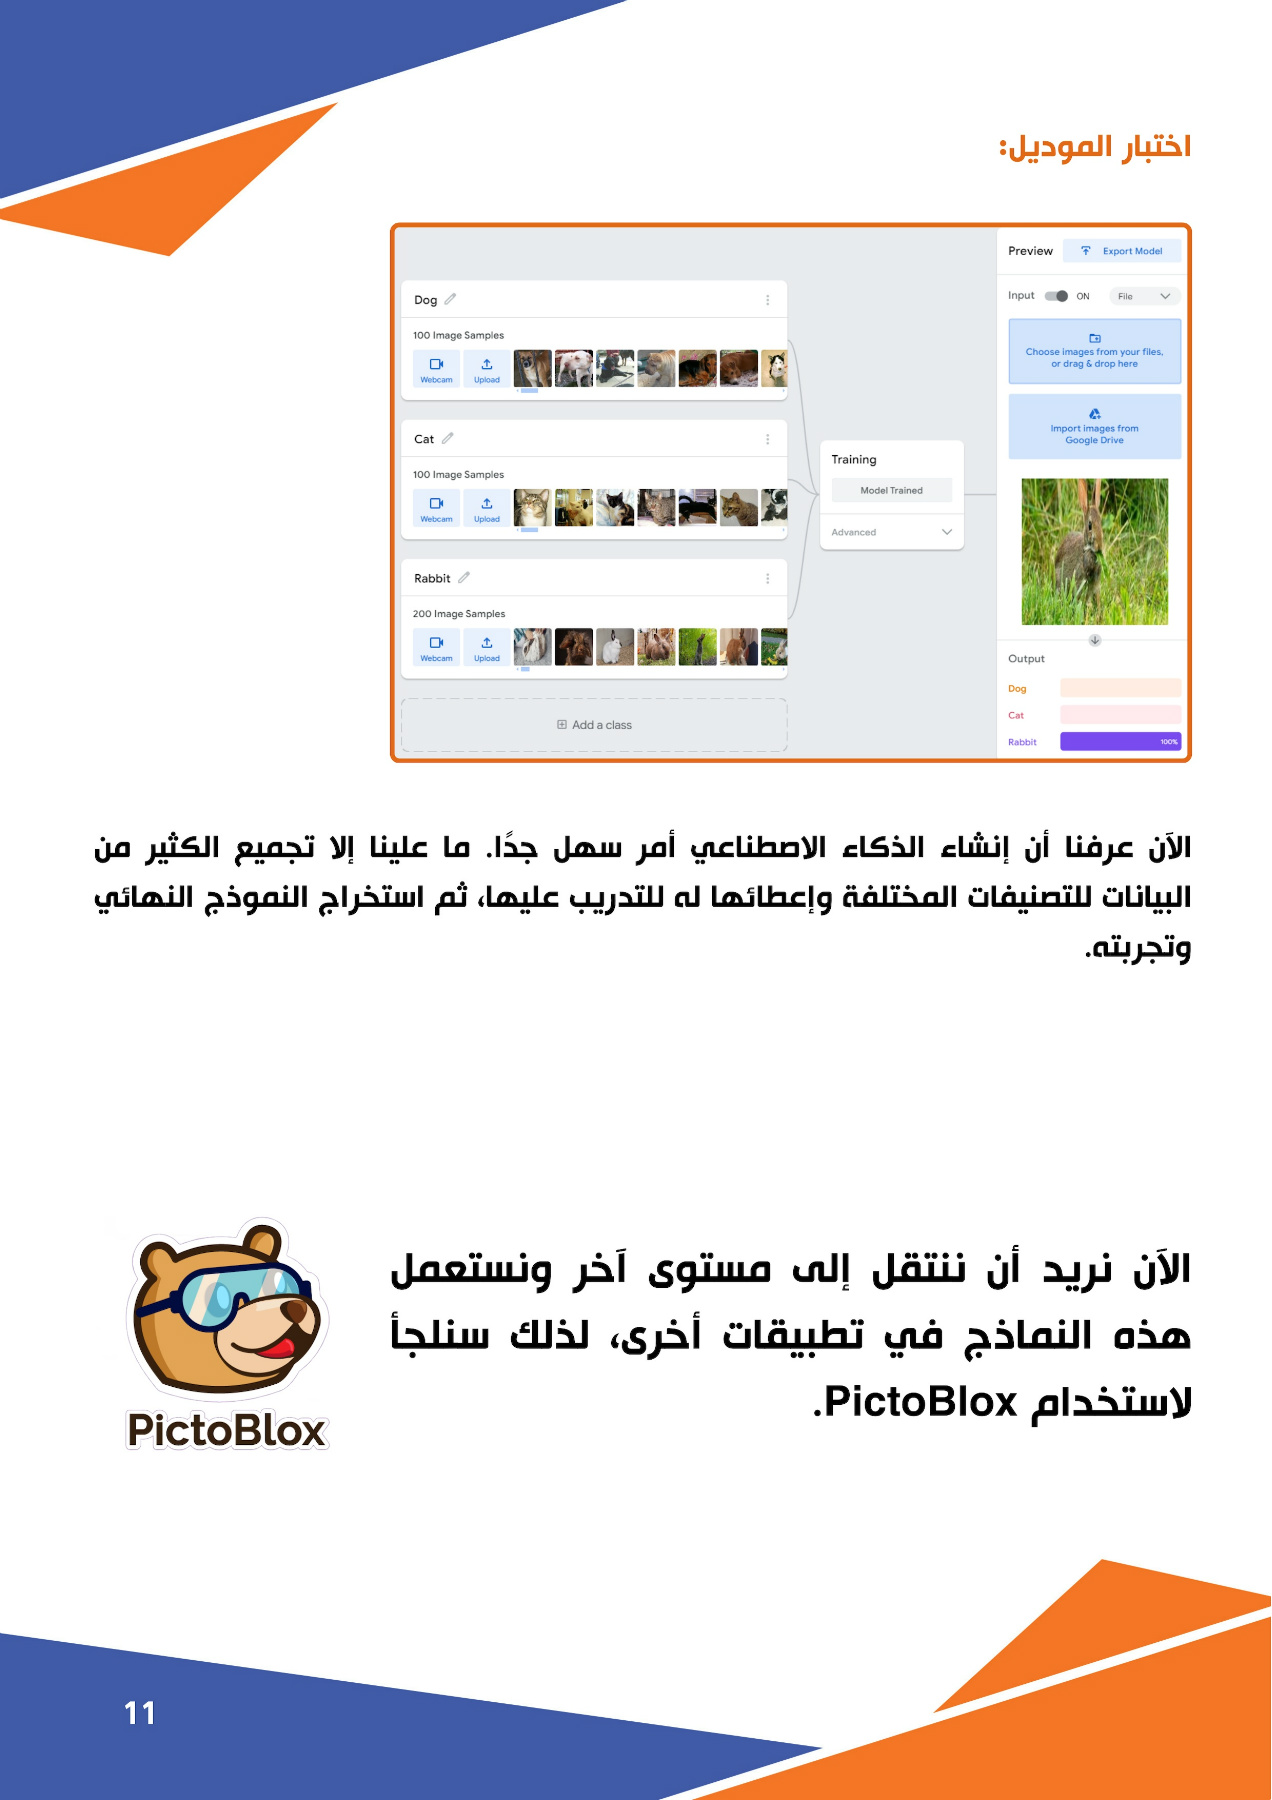 اختبار الموديل:
Preview
Export Model
Input
ON
File
Choose images from your files,
or drag & drop here
Import images from
Google Drive
Dog
100 Image Samples
Webcam
Upload
Cat
100 Image Samples
Webcam
Upload
Rabbit
200 Image Samples
Webcam
Upload
Add a class
Training
Model Trained
Advanced
Output
Dog
Cat
Rabbit
100%
الآن عرفنا أن إنشاء الذكاء الاصطناعي أمر سهل جدًا. ما علينا إلا تجميع الكثير من
البيانات للتصنيفات المختلفة وإعطائها له للتدريب عليها، ثم استخراج النموذج النهائي
وتجربته.
الآن نريد أن ننتقل إلى مستوى آخر ونستعمل
هذه النماذج في تطبيقات أخرى، لذلك سنلجأ
لاستخدام PictoBlox.
PictoBlox
11